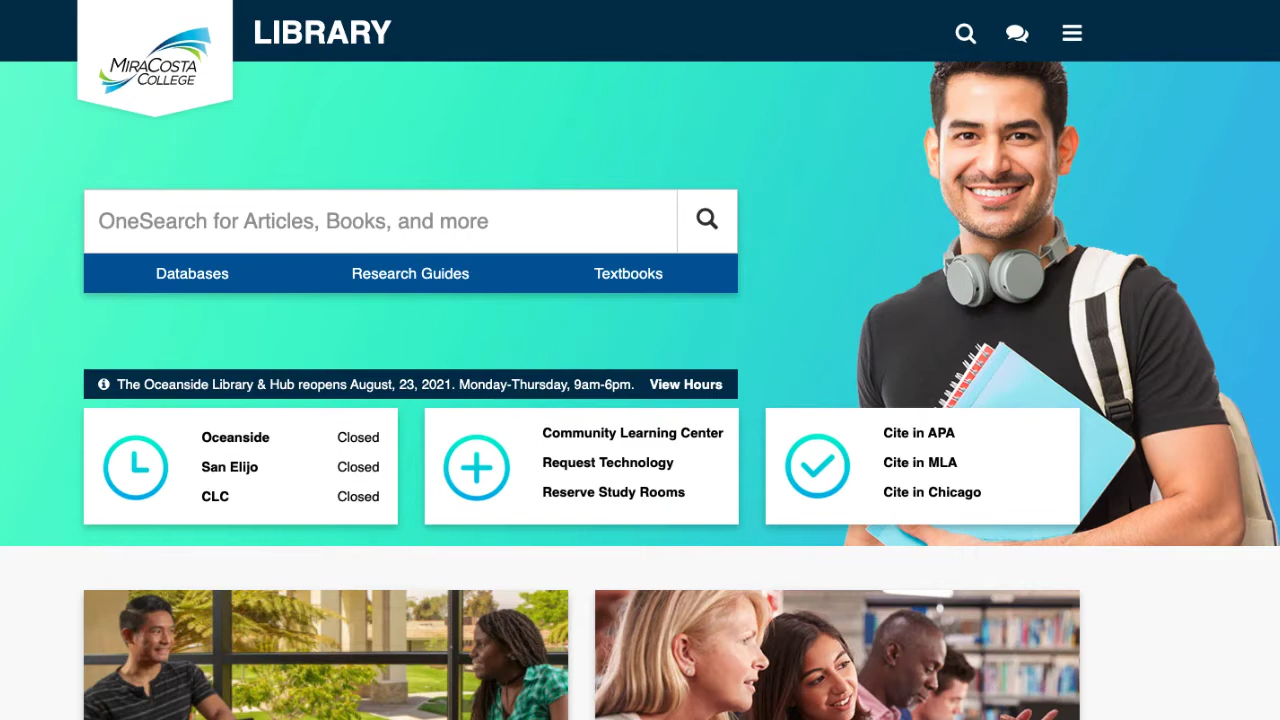 MIRACOSTA
COLLEGE
LIBRARY
OneSearch for Articles, Books, and more
Databases Research Guides Textbooks
The Oceanside Library & Hub reopens August, 23, 2021. Monday-Thursday, 9am-6pm. View Hours
Oceanside Closed
San Elijo Closed
CLC Closed
Community Learning Center
Request Technology
Reserve Study Rooms
Cite in APA
Cite in MLA
Cite in Chicago